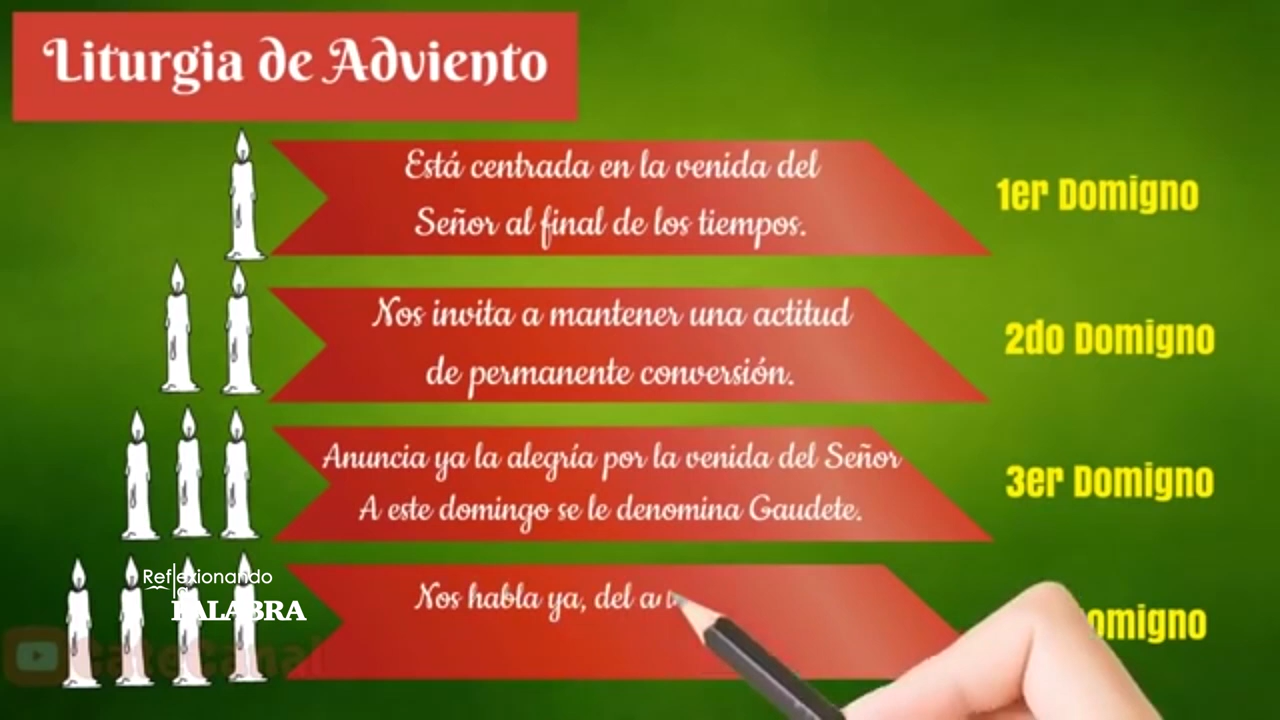 Liturgia de Adviento
Está centrada en la venida del
Señor al final de los tiempos.
1er Domigno
Nos invita a mantener una actitud
de permanente conversión.
2do Domigno
Anuncia ya la alegría por la venida del Señor
A este domingo se le denomina Gaudete.
3er Domigno
Nos habla ya, del
omigno
Reflexionando
la
PALABRA
CateCanal